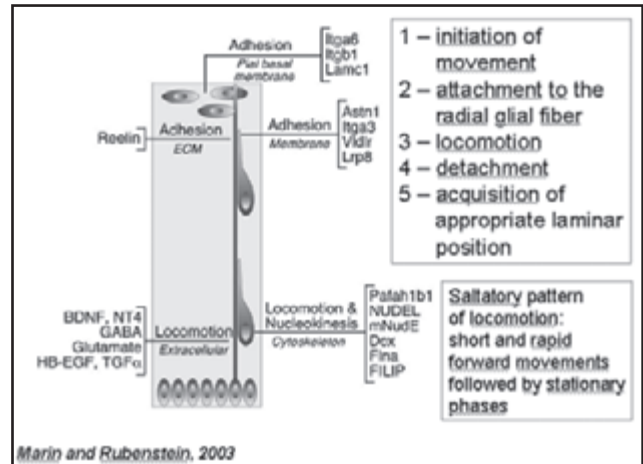 Adhesion
Pial basal
membrane
Itga6
Itgb1
Lamc1
Reelin
Adhesion
ECM
Adhesion
Membrane
Astn1
Itga3
Vldlr
Lrp8
BDNF, NT4
GABA
Glutamate
HB-EGF, TGFα
Locomotion
Extracellular
Locomotion &
Nucleokinesis
Cytoskeleton
Pafah1b1
NUDEL
mNudE
Dcx
Flna
FILIP
1 – initiation of
movement
2 – attachment to the
radial glial fiber
3 – locomotion
4 – detachment
5 – acquisition of
appropriate laminar
position
Saltatory pattern
of locomotion:
short and rapid
forward movements
followed by stationary
phases
Marin and Rubenstein, 2003